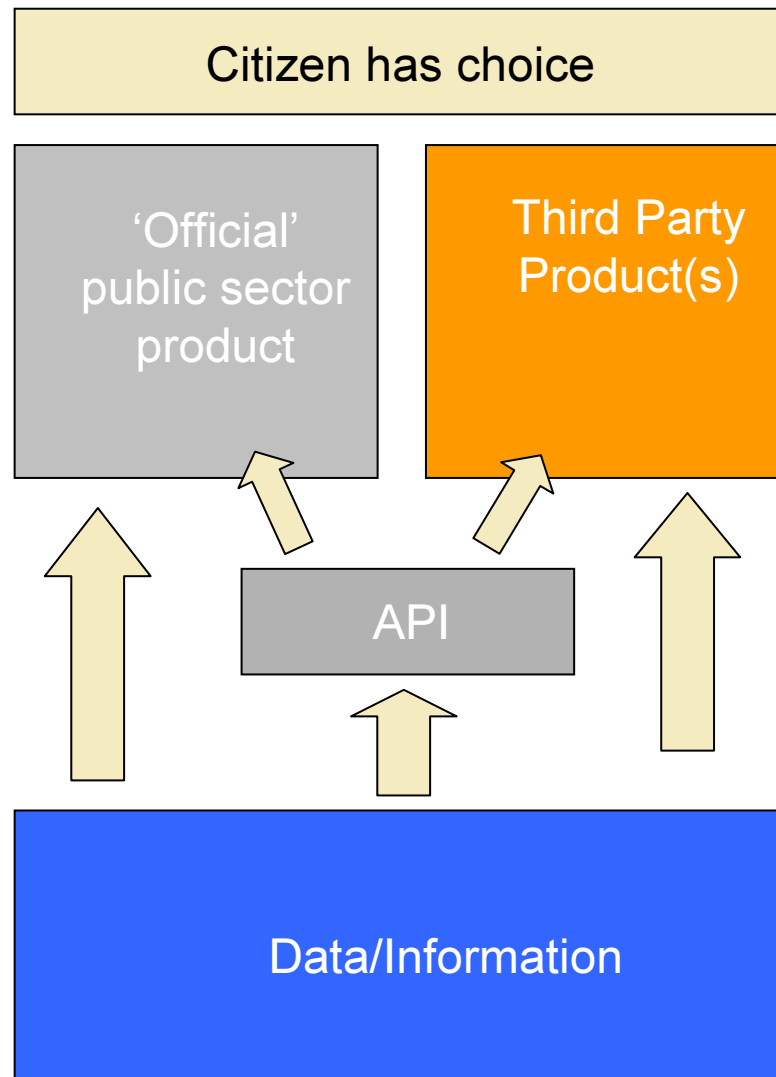 Citizen has choice
‘Official’
public sector
product
Third Party
Product(s)
API
Data/Information